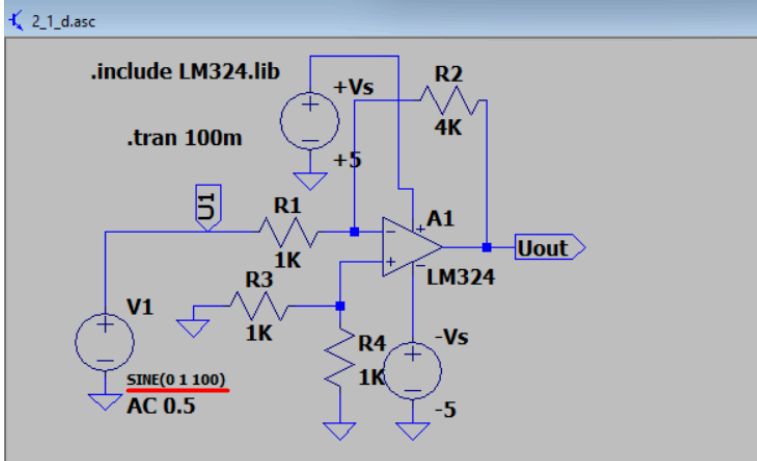 2_1_d.asc
.include LM324.lib
+Vs
R2
4K
.tran 100m
+5
U1
R1
1K
A1
LM324
Uout
R3
1K
V1
SINE(0 1 100)
AC 0.5
R4
1K
-Vs
-5